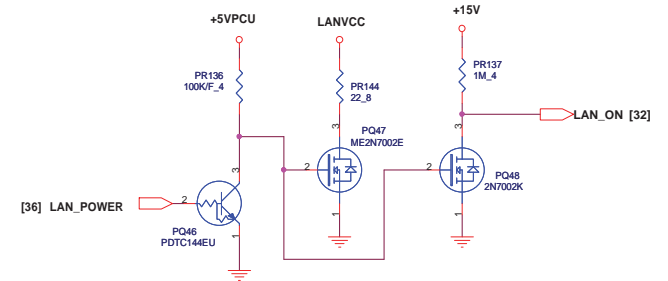 +5VPCU
LANVCC
+15V
PR136
100K/F_4
PR144
22_8
PR137
1M_4
3
3
3
PQ47
ME2N7002E
LAN_ON [32]
2
2
PQ48
2N7002K
[36] LAN_POWER
2
PQ46
PDTC144EU
1
1
1